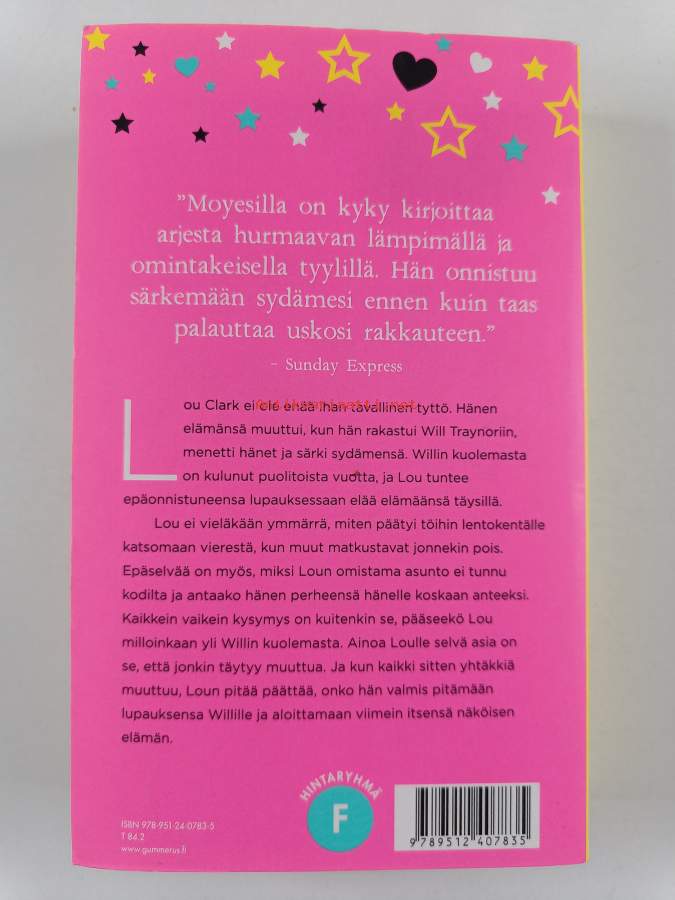 ”Moyesilla on kyky kirjoittaa
arjesta hurmaavan lämpimällä ja
omintakeisella tyylillä. Hän onnistuu
särkemään sydämesi ennen kuin taas
palauttaa uskosi rakkauteen.”
- Sunday Express
Lou Clark ei ole enää ihan tavallinen tyttö. Hänen
elämänsä muuttui, kun hän rakastui Will Traynoriin,
menetti hänet ja särki sydämensä. Willin kuolemasta
on kulunut puolitoista vuotta, ja Lou tuntee
epäonnistuneensa lupauksessaan elää elämäänsä täysillä.
Lou ei vieläkään ymmärrä, miten päätyi töihin lentokentälle
katsomaan vierestä, kun muut matkustavat jonnekin pois.
Epäselvää on myös, miksi Loun omistama asunto ei tunnu
kodilta ja antaako hänen perheensä hänelle koskaan anteeksi.
Kaikkein vaikein kysymys on kuitenkin se, pääseekö Lou
milloinkaan yli Willin kuolemasta. Ainoa Loulle selvä asia on
se, että jonkin täytyy muuttua. Ja kun kaikki sitten yhtäkkiä
muuttuu, Loun pitää päättää, onko hän valmis pitämään
lupauksensa Willille ja aloittamaan viimein itsensä näköisen
elämän.
HINTARYHMÄ
F
ISBN 978-951-24-0783-5
T 84.2
www.gummerus.fi
9 789512 407835